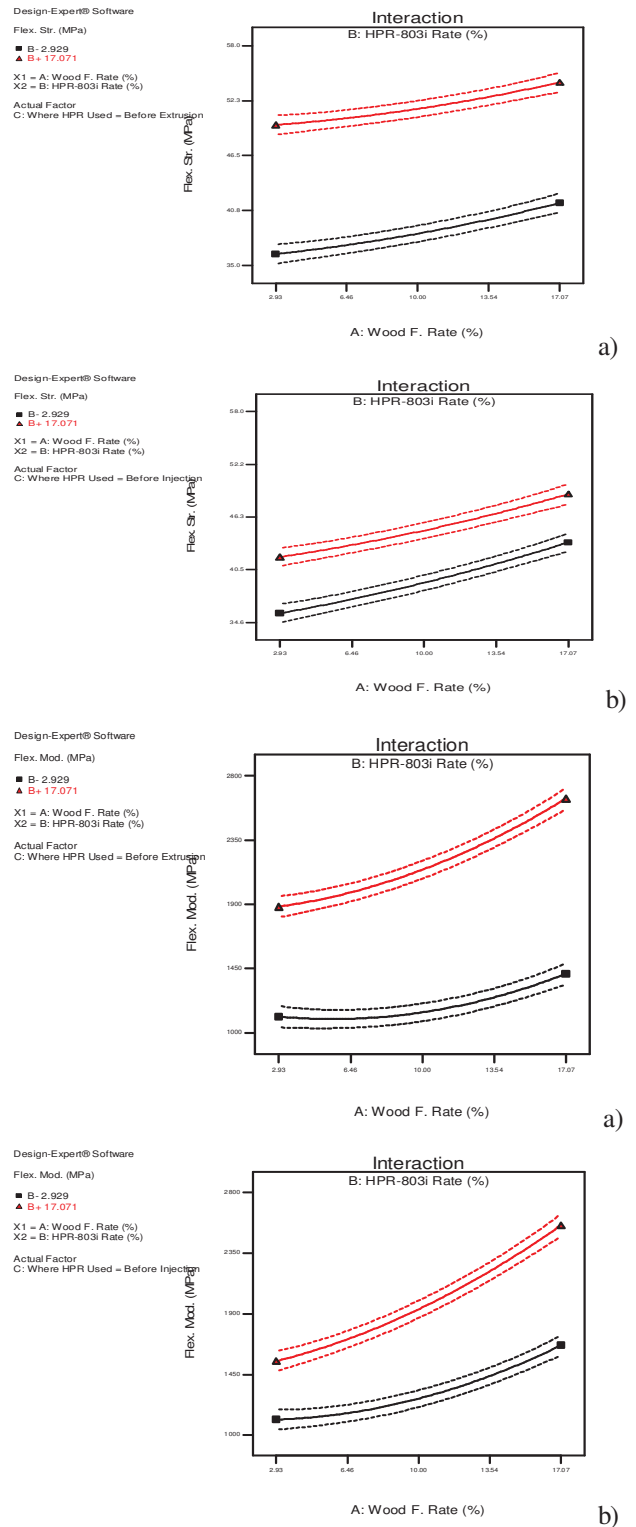 Design-Expert® Software
Flex. Str. (MPa)
B- 2.929
B+ 17.071
X1 = A: Wood F. Rate (%)
X2 = B: HPR-803i Rate (%)
Actual Factor
C: Where HPR Used = Before Extrusion
Interaction
B: HPR-803i Rate (%)
58.0
52.3
46.5
40.8
35.0
Flex. Str. (MPa)
2.93 6.46 10.00 13.54 17.07
A: Wood F. Rate (%)
a)
Design-Expert® Software
Flex. Str. (MPa)
B- 2.929
B+ 17.071
X1 = A: Wood F. Rate (%)
X2 = B: HPR-803i Rate (%)
Actual Factor
C: Where HPR Used = Before Injection
Interaction
B: HPR-803i Rate (%)
58.0
52.2
46.3
40.5
34.6
Flex. Str. (MPa)
2.93 6.46 10.00 13.54 17.07
A: Wood F. Rate (%)
b)
Design-Expert® Software
Flex. Mod. (MPa)
B- 2.929
B+ 17.071
X1 = A: Wood F. Rate (%)
X2 = B: HPR-803i Rate (%)
Actual Factor
C: Where HPR Used = Before Extrusion
Interaction
B: HPR-803i Rate (%)
2800
2350
1900
1450
1000
Flex. Mod. (MPa)
2.93 6.46 10.00 13.54 17.07
A: Wood F. Rate (%)
a)
Design-Expert® Software
Flex. Mod. (MPa)
B- 2.929
B+ 17.071
X1 = A: Wood F. Rate (%)
X2 = B: HPR-803i Rate (%)
Actual Factor
C: Where HPR Used = Before Injection
Interaction
B: HPR-803i Rate (%)
2800
2350
1900
1450
1000
Flex. Mod. (MPa)
2.93 6.46 10.00 13.54 17.07
A: Wood F. Rate (%)
b)